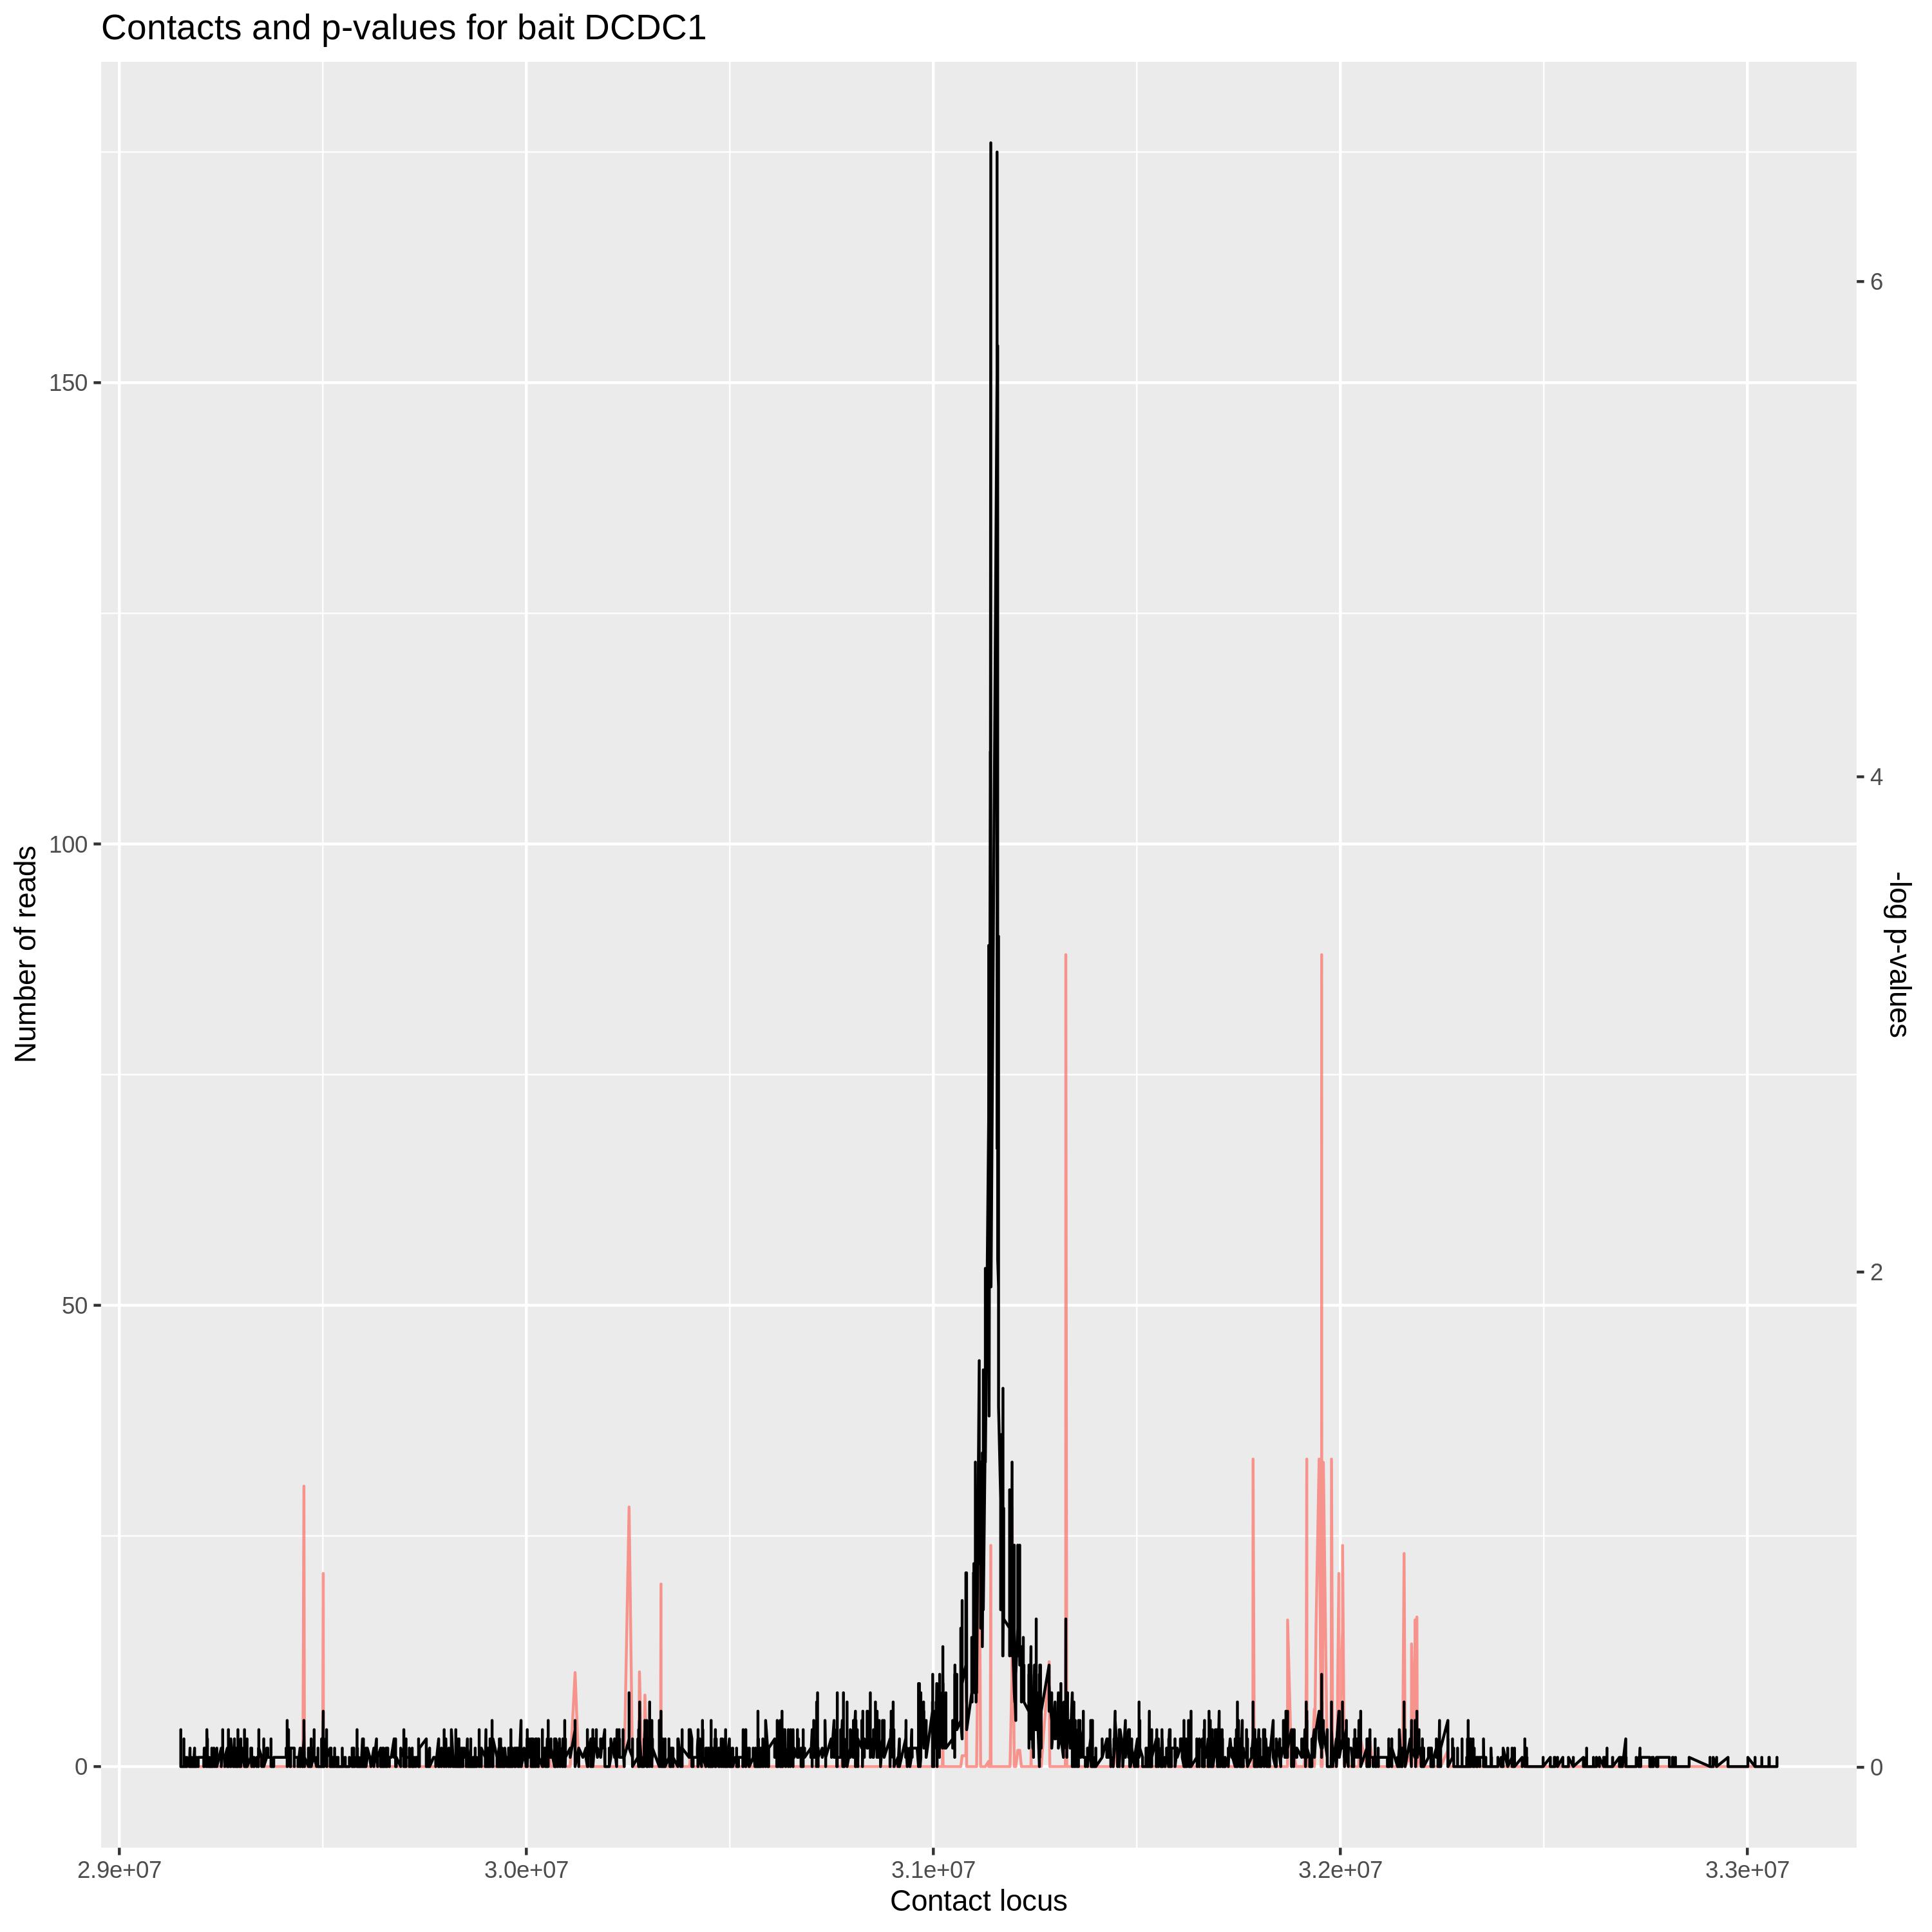 Contacts and p-values for bait DCDC1
150
100
50
0
Number of reads
6
4
2
0
-log p-values
2.9e+07
3.0e+07
3.1e+07
3.2e+07
3.3e+07
Contact locus